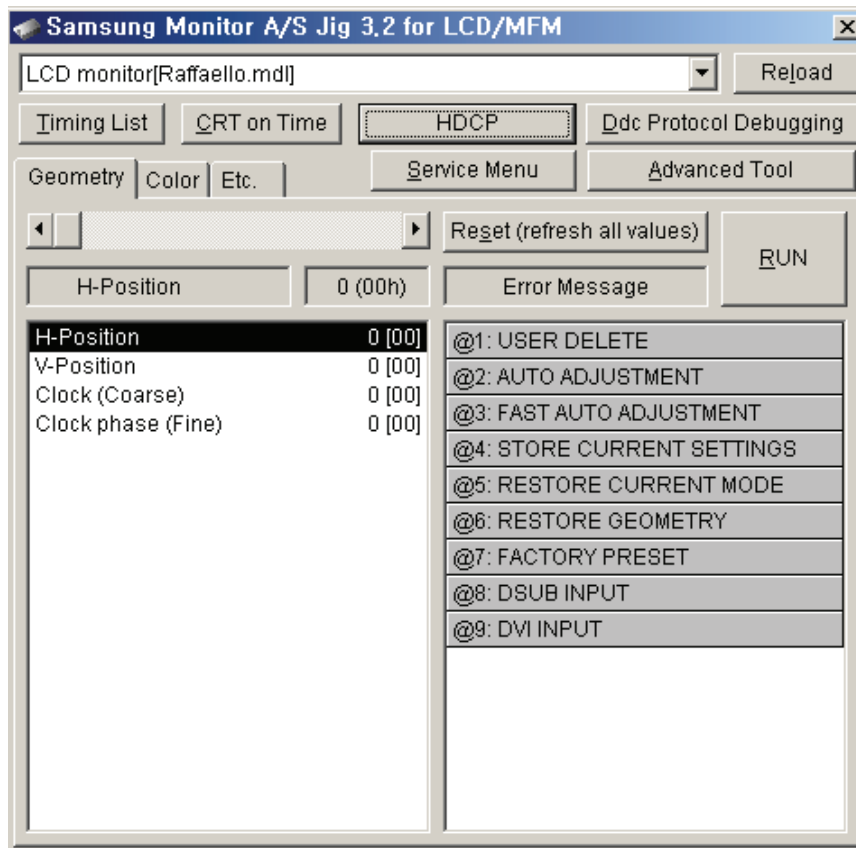 Samsung Monitor A/S Jig 3.2 for LCD/MFM
LCD monitor[Raffaello.mdl]
Reload
Timing List
CRT on Time
HDCP
Ddc Protocol Debugging
Geometry
Color
Etc.
Service Menu
Advanced Tool
Reset (refresh all values)
RUN
H-Position
0 (00h)
Error Message
H-Position 0 [00]
V-Position 0 [00]
Clock (Coarse) 0 [00]
Clock phase (Fine) 0 [00]
@1: USER DELETE
@2: AUTO ADJUSTMENT
@3: FAST AUTO ADJUSTMENT
@4: STORE CURRENT SETTINGS
@5: RESTORE CURRENT MODE
@6: RESTORE GEOMETRY
@7: FACTORY PRESET
@8: DSUB INPUT
@9: DVI INPUT